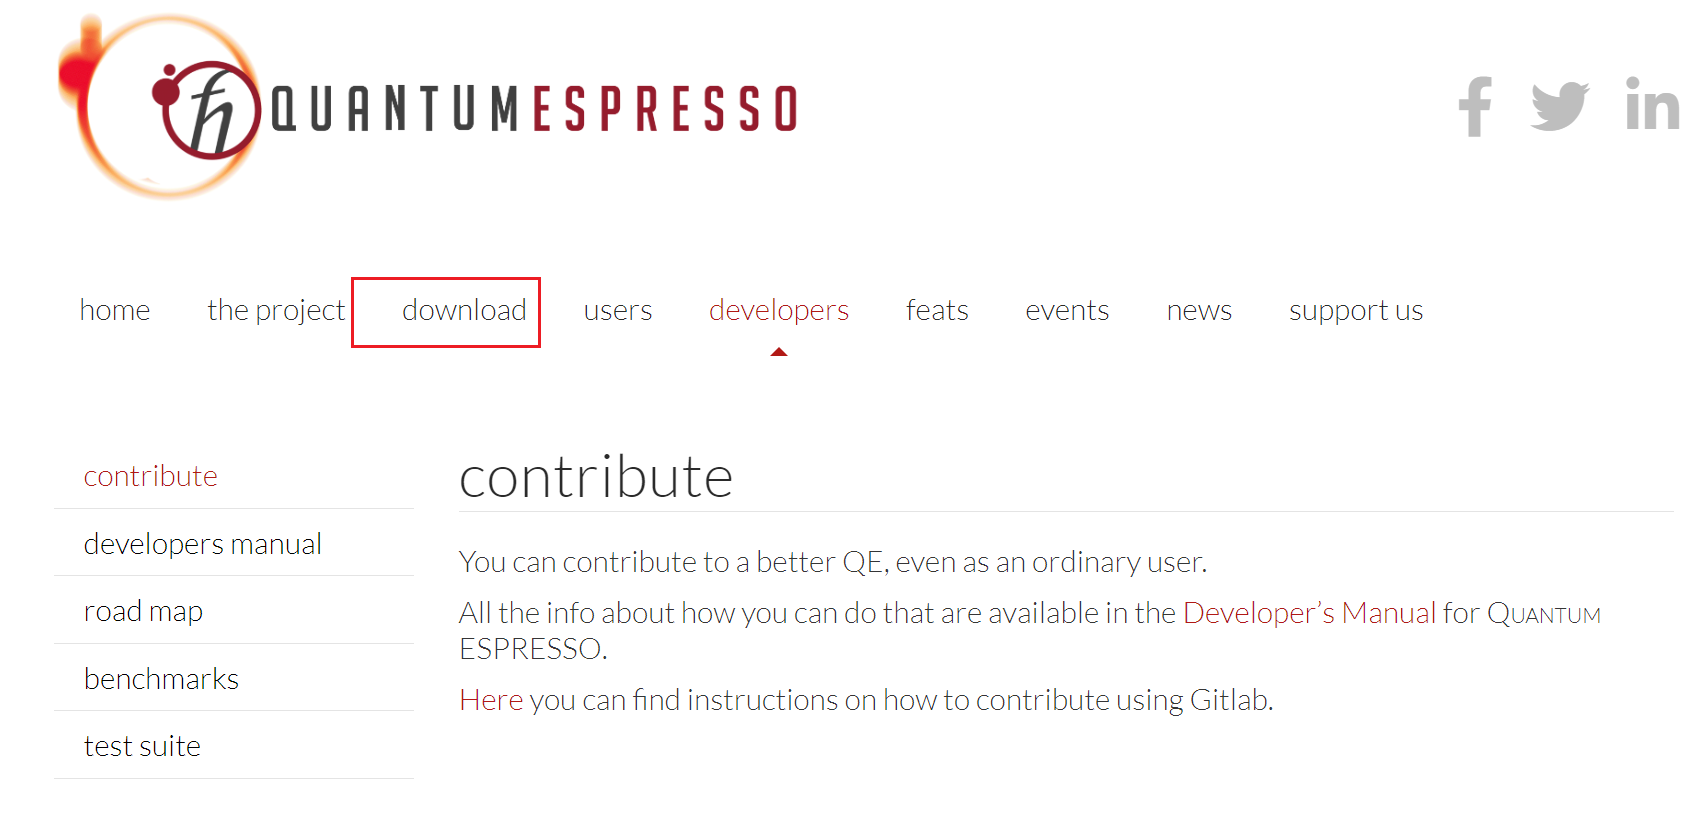 ħ QUANTUMESPRESSO
f in
home the project download users developers feats events news support us
contribute
developers manual
road map
benchmarks
test suite
contribute
You can contribute to a better QE, even as an ordinary user.
All the info about how you can do that are available in the Developer’s Manual for QUANTUM
ESPRESSO.
Here you can find instructions on how to contribute using Gitlab.